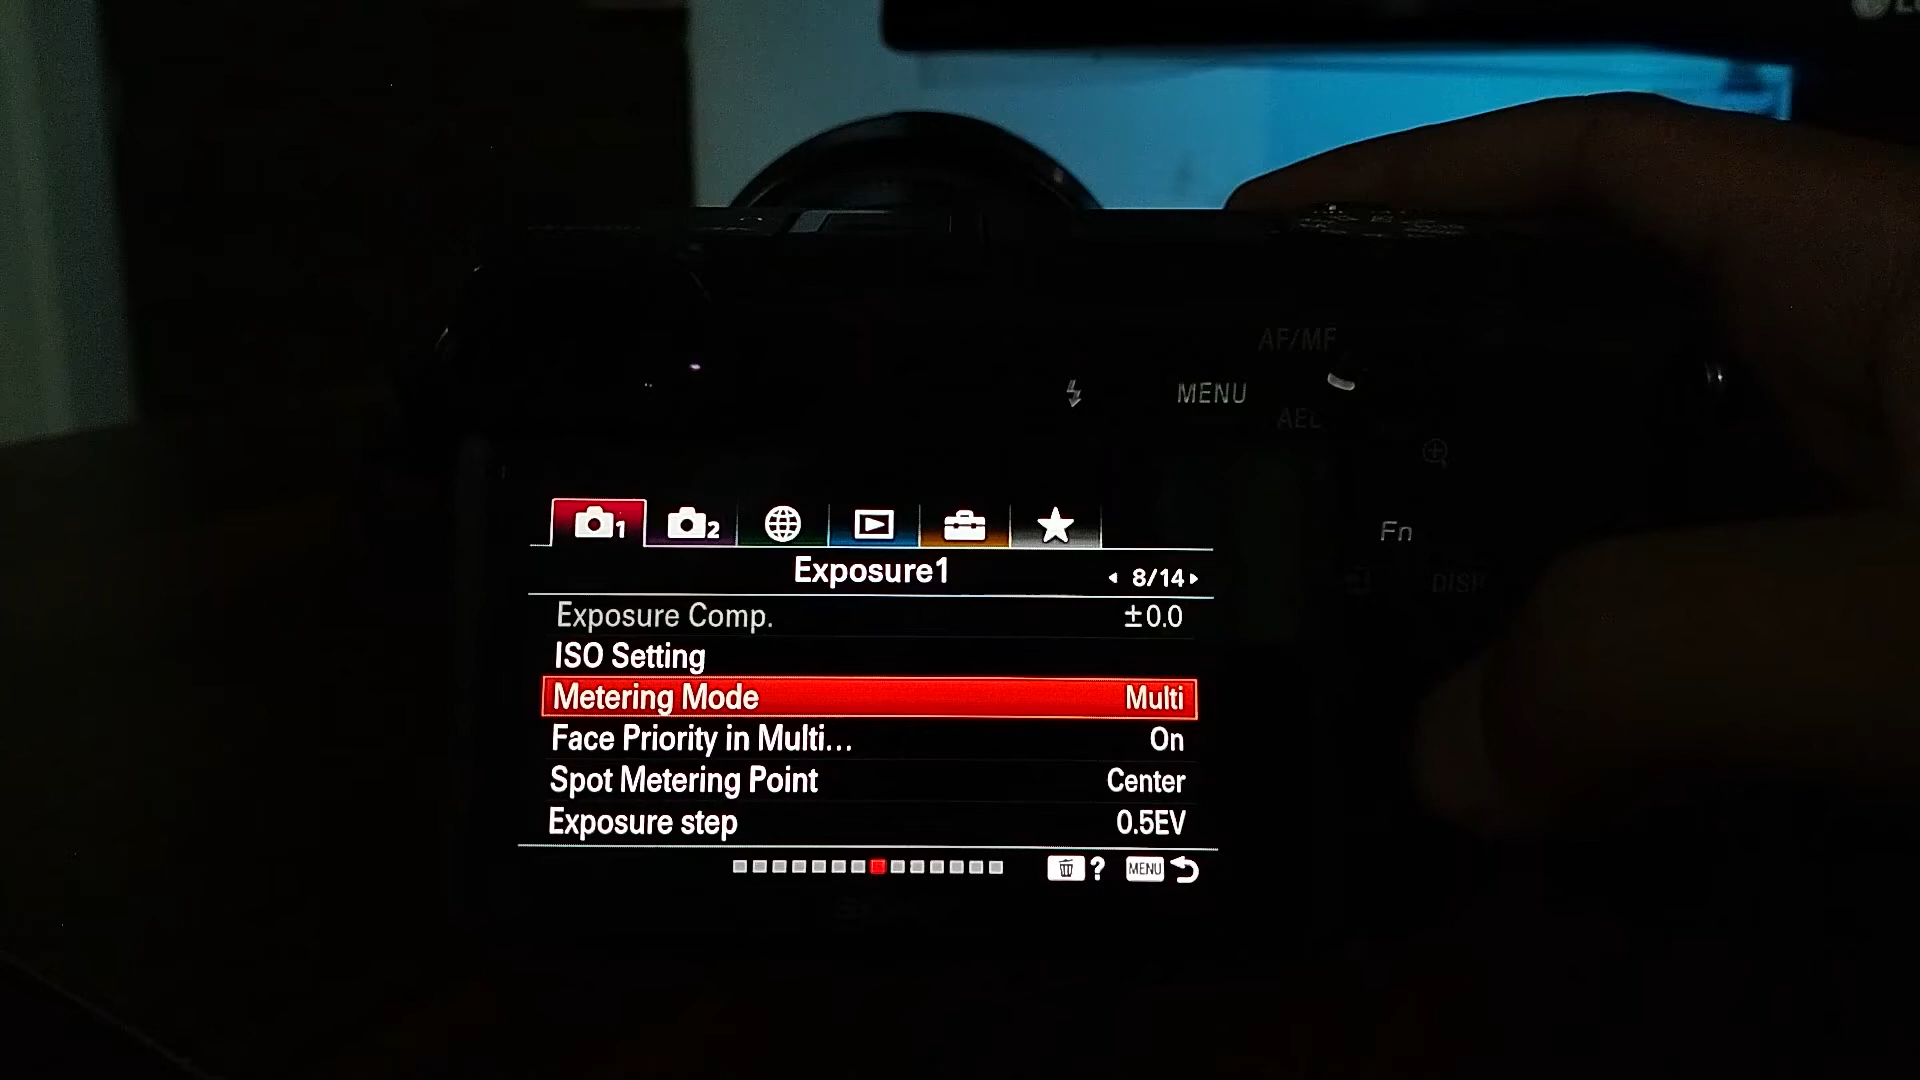 AF/MF
MENU
AEL
Fn
DISP
1 2
Exposure1
8/14
Exposure Comp. ±0.0
ISO Setting
Metering Mode Multi
Face Priority in Multi... On
Spot Metering Point Center
Exposure step 0.5EV
? MENU